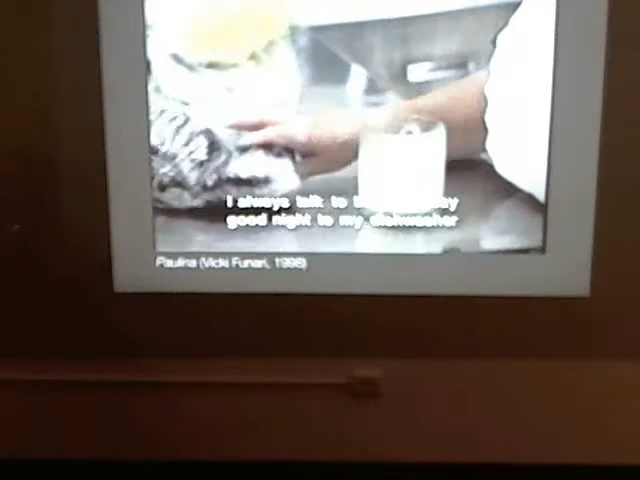 I always talk to
good night to my dishwasher
Paulina (Vicki Funari, 1998)